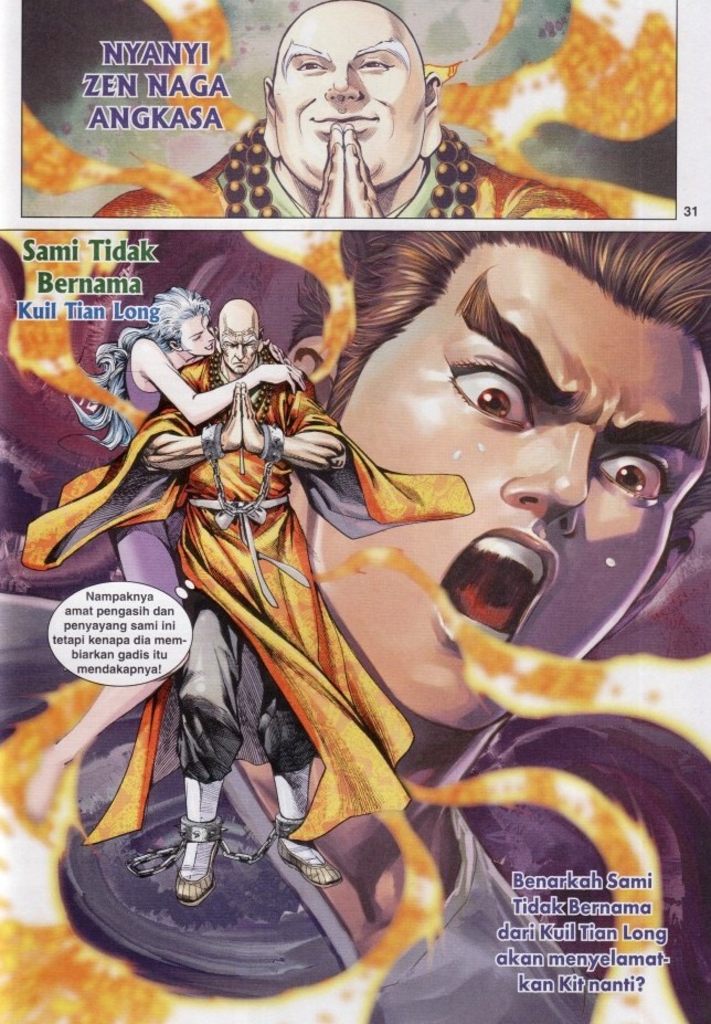 NYANYI
ZEN NAGA
ANGKASA
31
Sami Tidak
Bernama
Kuil Tian Long
Nampaknya
amat pengasih dan
penyayang sami ini
tetapi kenapa dia mem-
biarkan gadis itu
mendakapnya!
Benarkah Sami
Tidak Bernama
dari Kuil Tian Long
akan menyelamat-
kan Kit nanti?